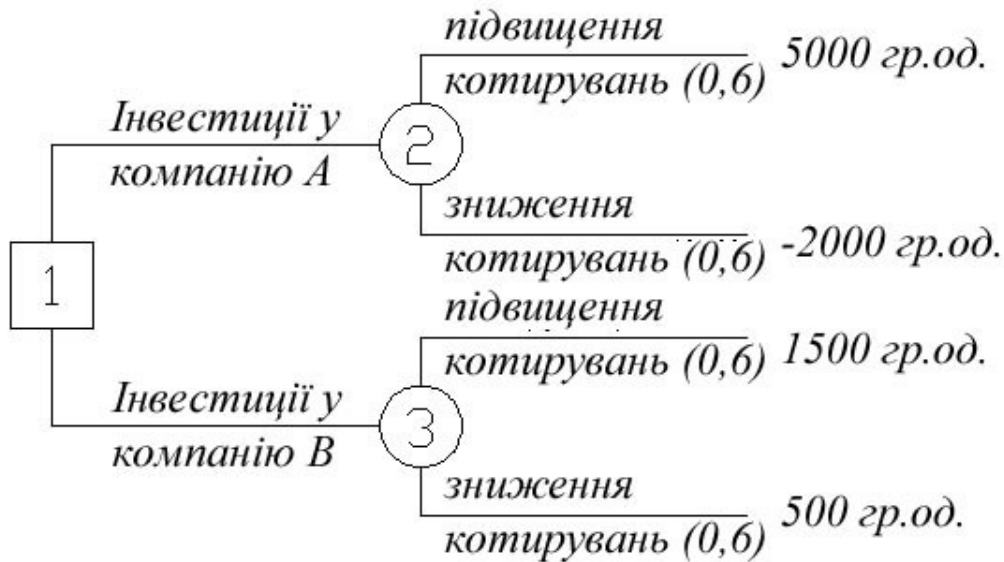 підвищення
котирувань (0,6)
5000 гр.од.
Інвестиції у
компанію А
2
зниження
котирувань (0,6)
-2000 гр.од.
1
підвищення
котирувань (0,6)
1500 гр.од.
Інвестиції у
компанію В
3
зниження
котирувань (0,6)
500 гр.од.